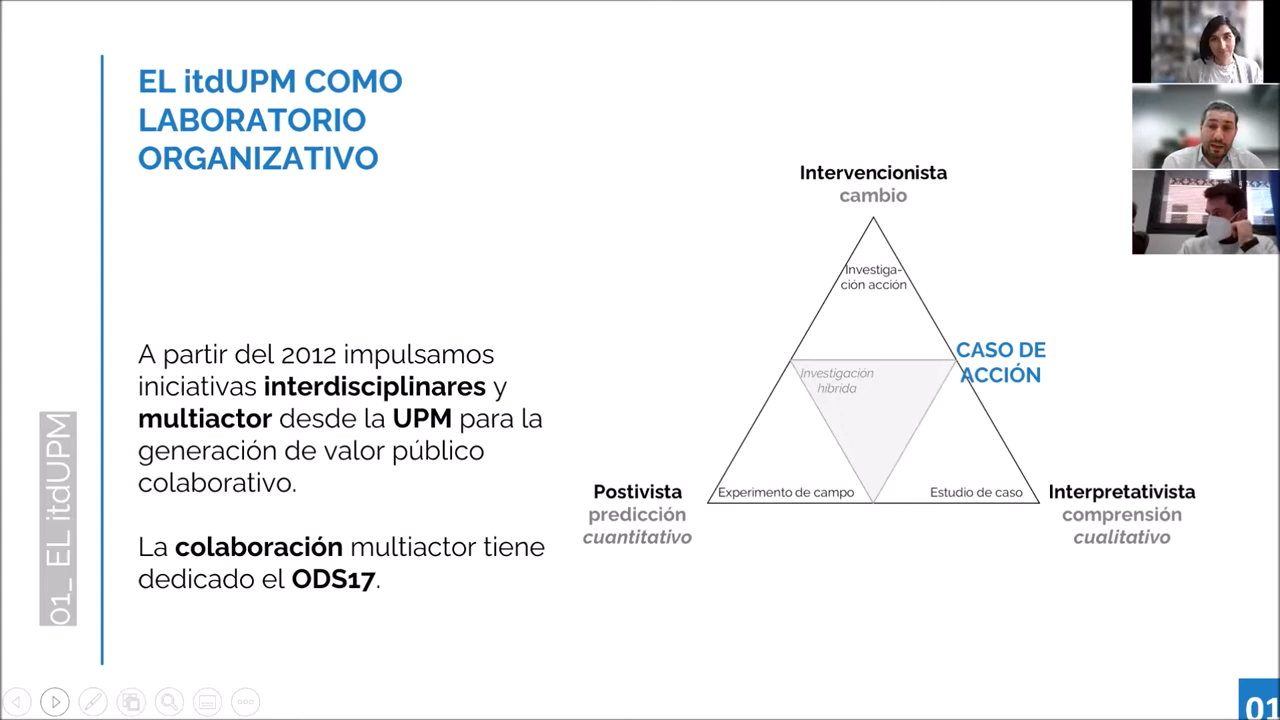 EL itdUPM COMO
LABORATORIO
ORGANIZATIVO
A partir del 2012 impulsamos
iniciativas interdisciplinares y
multiactor desde la UPM para la
generación de valor público
colaborativo.
La colaboración multiactor tiene
dedicado el ODS17.
01_ EL itdUPM
Intervencionista
cambio
Investiga-
ción acción
CASO DE
ACCIÓN
Investigación
híbrida
Postivista
predicción
cuantitativo
Experimento de campo
Estudio de caso
Interpretativista
comprensión
cualitativo
01